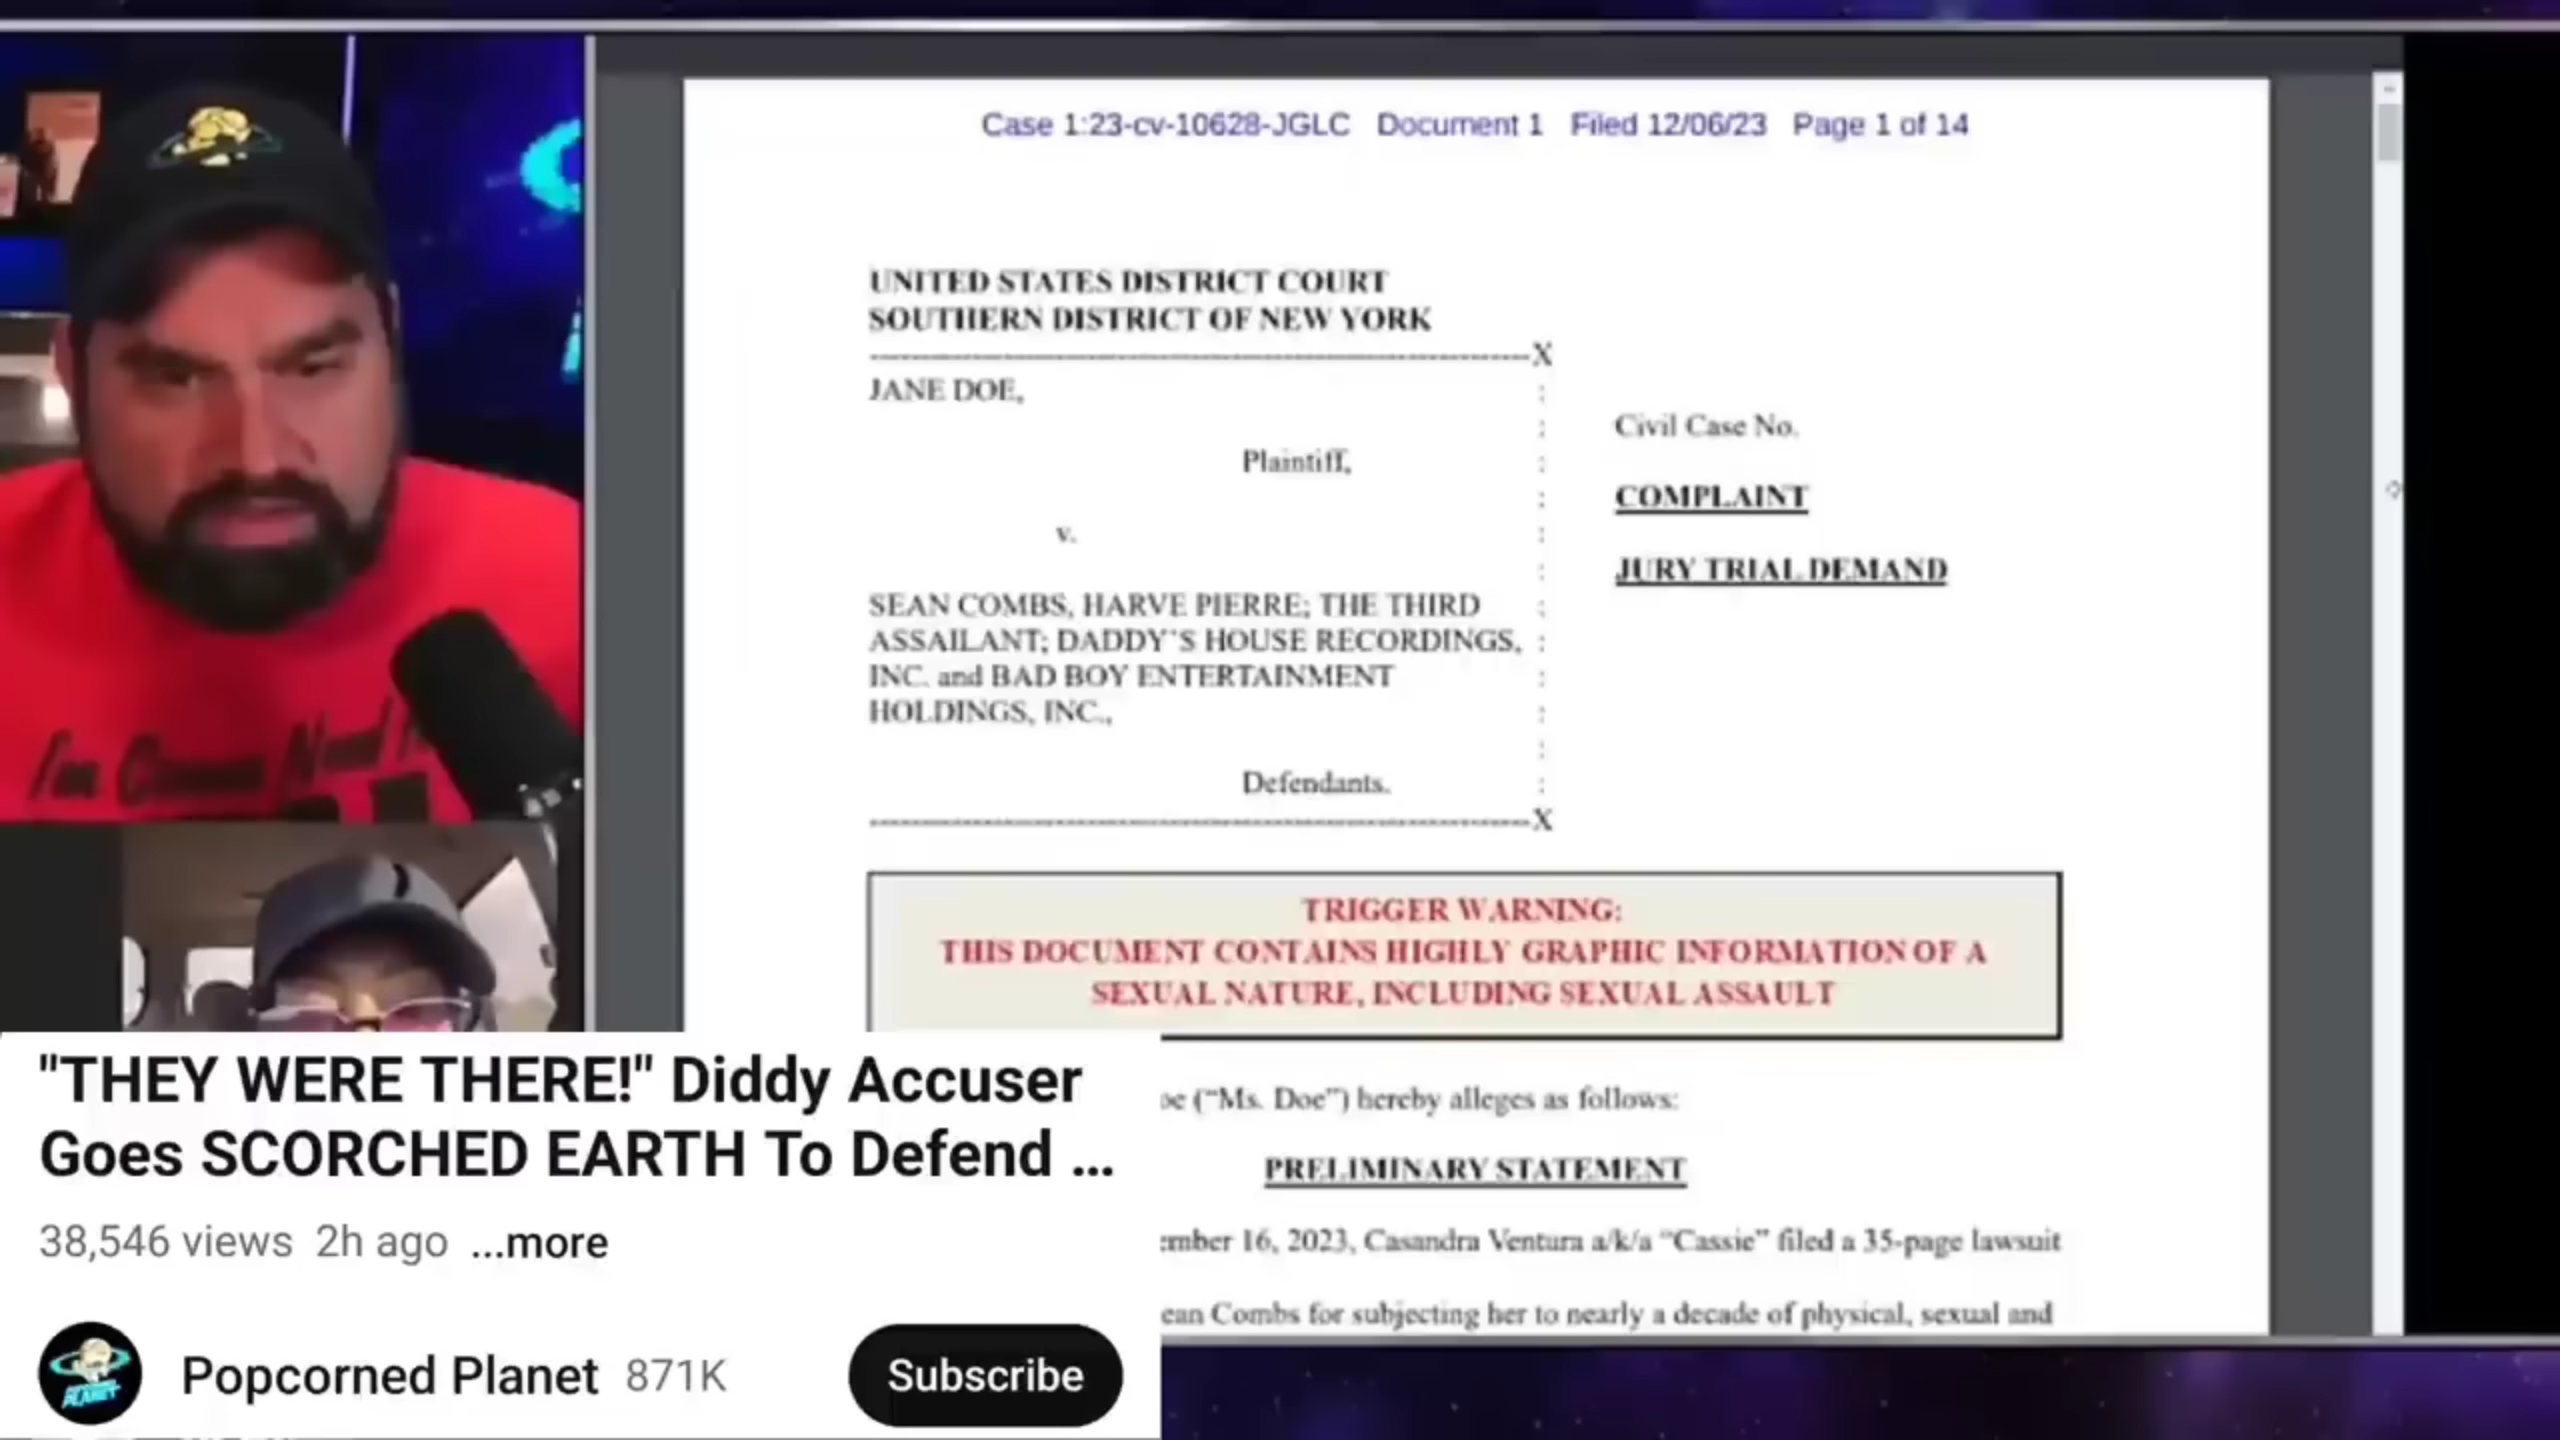 Case 1:23-cv-10628-JGLC Document 1 Filed 12/06/23 Page 1 of 14
UNITED STATES DISTRICT COURT
SOUTHERN DISTRICT OF NEW YORK
---X
JANE DOE,
Plaintiff,
v.
SEAN COMBS, HARVE PIERRE; THE THIRD
ASSAILANT; DADDY'S HOUSE RECORDINGS,
INC. and BAD BOY ENTERTAINMENT
HOLDINGS, INC.,
Defendants.
---X
Civil Case No.
COMPLAINT
JURY TRIAL DEMAND
TRIGGER WARNING:
THIS DOCUMENT CONTAINS HIGHLY GRAPHIC INFORMATION OF A
SEXUAL NATURE, INCLUDING SEXUAL ASSAULT
("Ms. Doe") hereby alleges as follows:
PRELIMINARY STATEMENT
16, 2023, Casandra Ventura a/k/a "Cassie" filed a 35-page lawsuit
Combs for subjecting her to nearly a decade of physical, sexual and
"THEY WERE THERE!" Diddy Accuser
Goes SCORCHED EARTH To Defend ...
38,546 views 2h ago ...more
PLANET
Popcorned Planet 871K
Subscribe